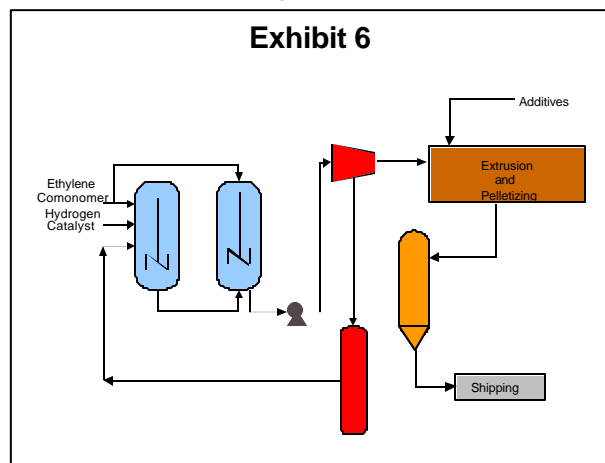 Exhibit 6
Additives
Extrusion
and
Pelletizing
Ethylene
Comonomer
Hydrogen
Catalyst
Shipping